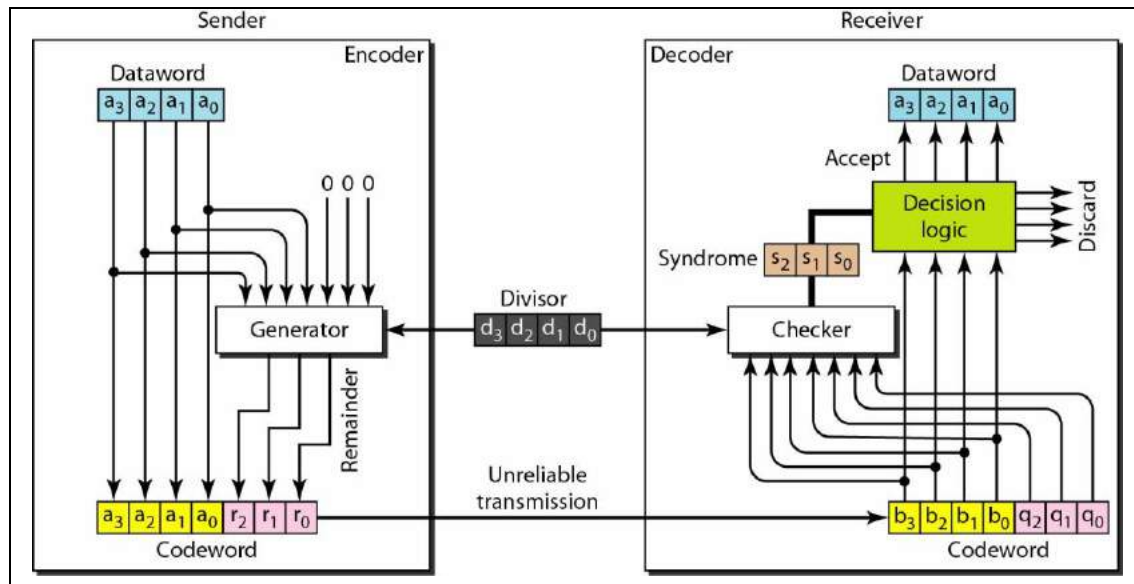 Sender
Receiver
Encoder
Decoder
Dataword
a3 a2 a1 a0
0 0 0
Generator
Remainder
a3 a2 a1 a0 r2 r1 r0
Codeword
Divisor
d3 d2 d1 d0
Unreliable
transmission
Dataword
a3 a2 a1 a0
Accept
Decision
logic
Discard
Syndrome
s2 s1 s0
Checker
b3 b2 b1 b0 q2 q1 q0
Codeword